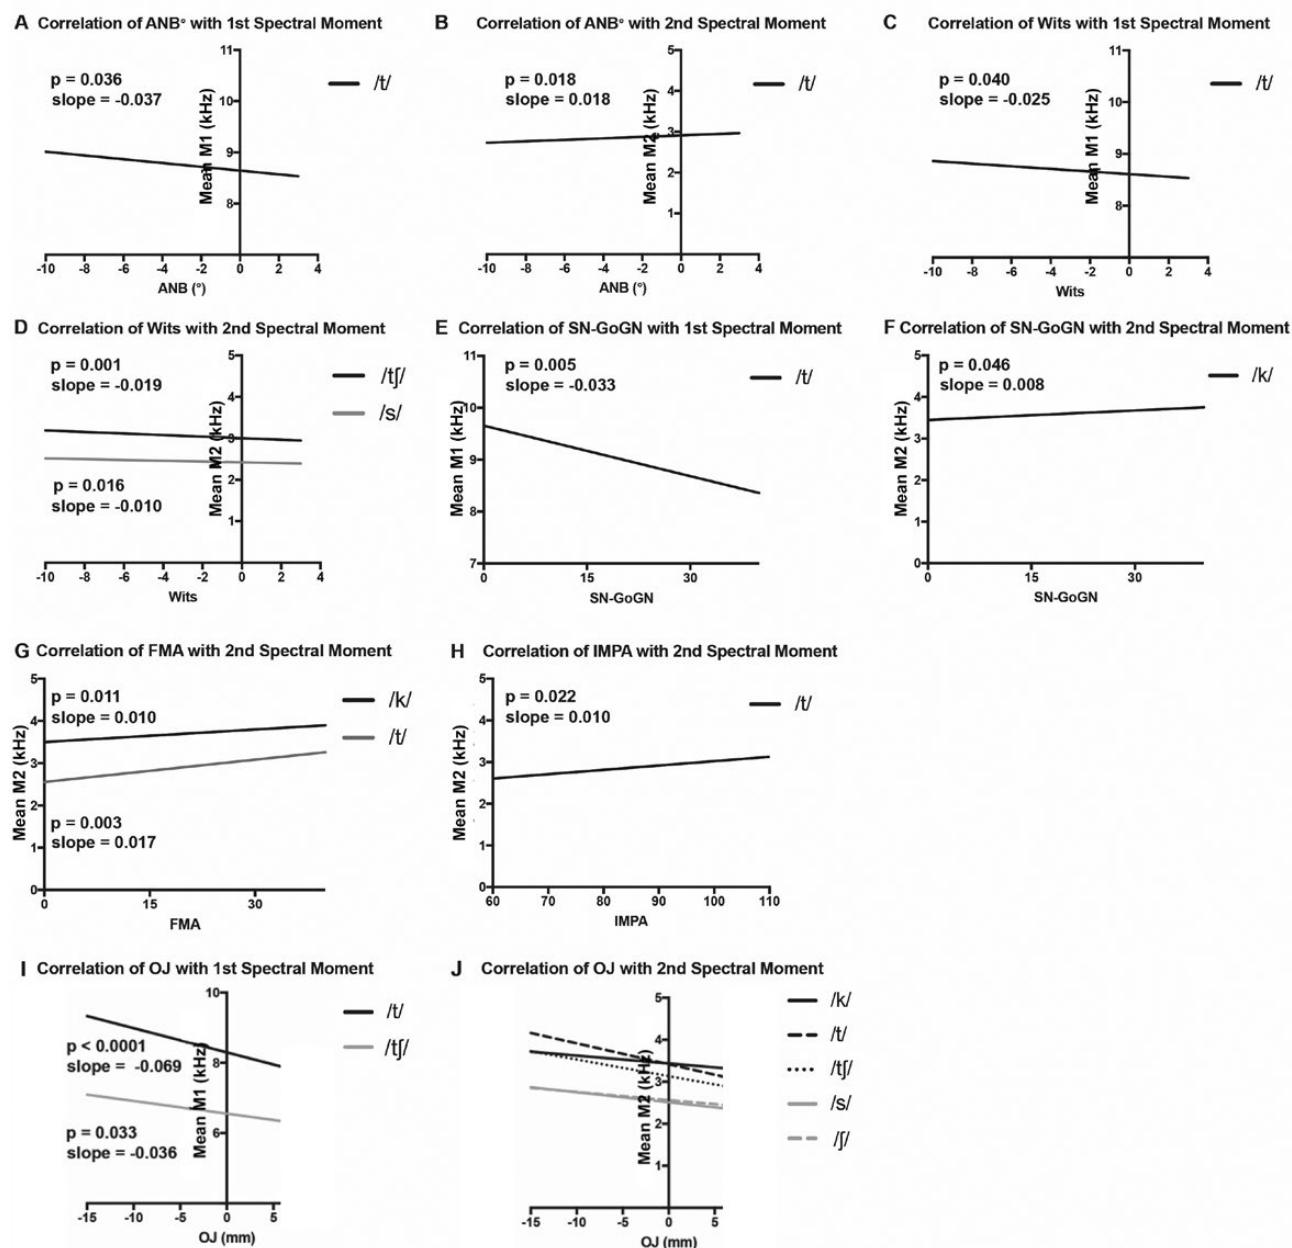 A Correlation of ANB° with 1st Spectral Moment
p = 0.036
slope = -0.037
/t/
Mean M1 (kHz)
11
10
9
8
-10 -8 -6 -4 -2 0 2 4
ANB (°)
B Correlation of ANB° with 2nd Spectral Moment
p = 0.018
slope = 0.018
/t/
Mean M2 (kHz)
5
4
3
2
1
-10 -8 -6 -4 -2 0 2 4
ANB (°)
C Correlation of Wits with 1st Spectral Moment
p = 0.040
slope = -0.025
/t/
Mean M1 (kHz)
11
10
9
8
-10 -8 -6 -4 -2 0 2 4
Wits
D Correlation of Wits with 2nd Spectral Moment
p = 0.001
slope = -0.019
/tʃ/
/s/
p = 0.016
slope = -0.010
Mean M2 (kHz)
5
4
3
2
1
-10 -8 -6 -4 -2 0 2 4
Wits
E Correlation of SN-GoGN with 1st Spectral Moment
p = 0.005
slope = -0.033
/t/
Mean M1 (kHz)
11
10
9
8
7
0 15 30
SN-GoGN
F Correlation of SN-GoGN with 2nd Spectral Moment
p = 0.046
slope = 0.008
/k/
Mean M2 (kHz)
5
4
3
2
1
0
0 15 30
SN-GoGN
G Correlation of FMA with 2nd Spectral Moment
p = 0.011
slope = 0.010
/k/
/t/
p = 0.003
slope = 0.017
Mean M2 (kHz)
5
4
3
2
1
0
0 15 30
FMA
H Correlation of IMPA with 2nd Spectral Moment
p = 0.022
slope = 0.010
/t/
Mean M2 (kHz)
5
4
3
2
1
0
60 70 80 90 100 110
IMPA
I Correlation of OJ with 1st Spectral Moment
/t/
/tʃ/
p < 0.0001
slope = -0.069
p = 0.033
slope = -0.036
Mean M1 (kHz)
10
8
6
-15 -10 -5 0 5
OJ (mm)
J Correlation of OJ with 2nd Spectral Moment
/k/
/t/
/tʃ/
/s/
/ʃ/
Mean M2 (kHz)
5
4
3
2
1
-15 -10 -5 0 5
OJ (mm)